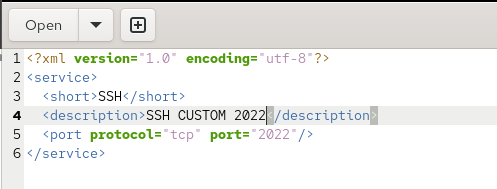 Open
1 <?xml version="1.0" encoding="utf-8"?>
2 <service>
3   <short>SSH</short>
4   <description>SSH CUSTOM 2022</description>
5   <port protocol="tcp" port="2022"/>
6 </service>